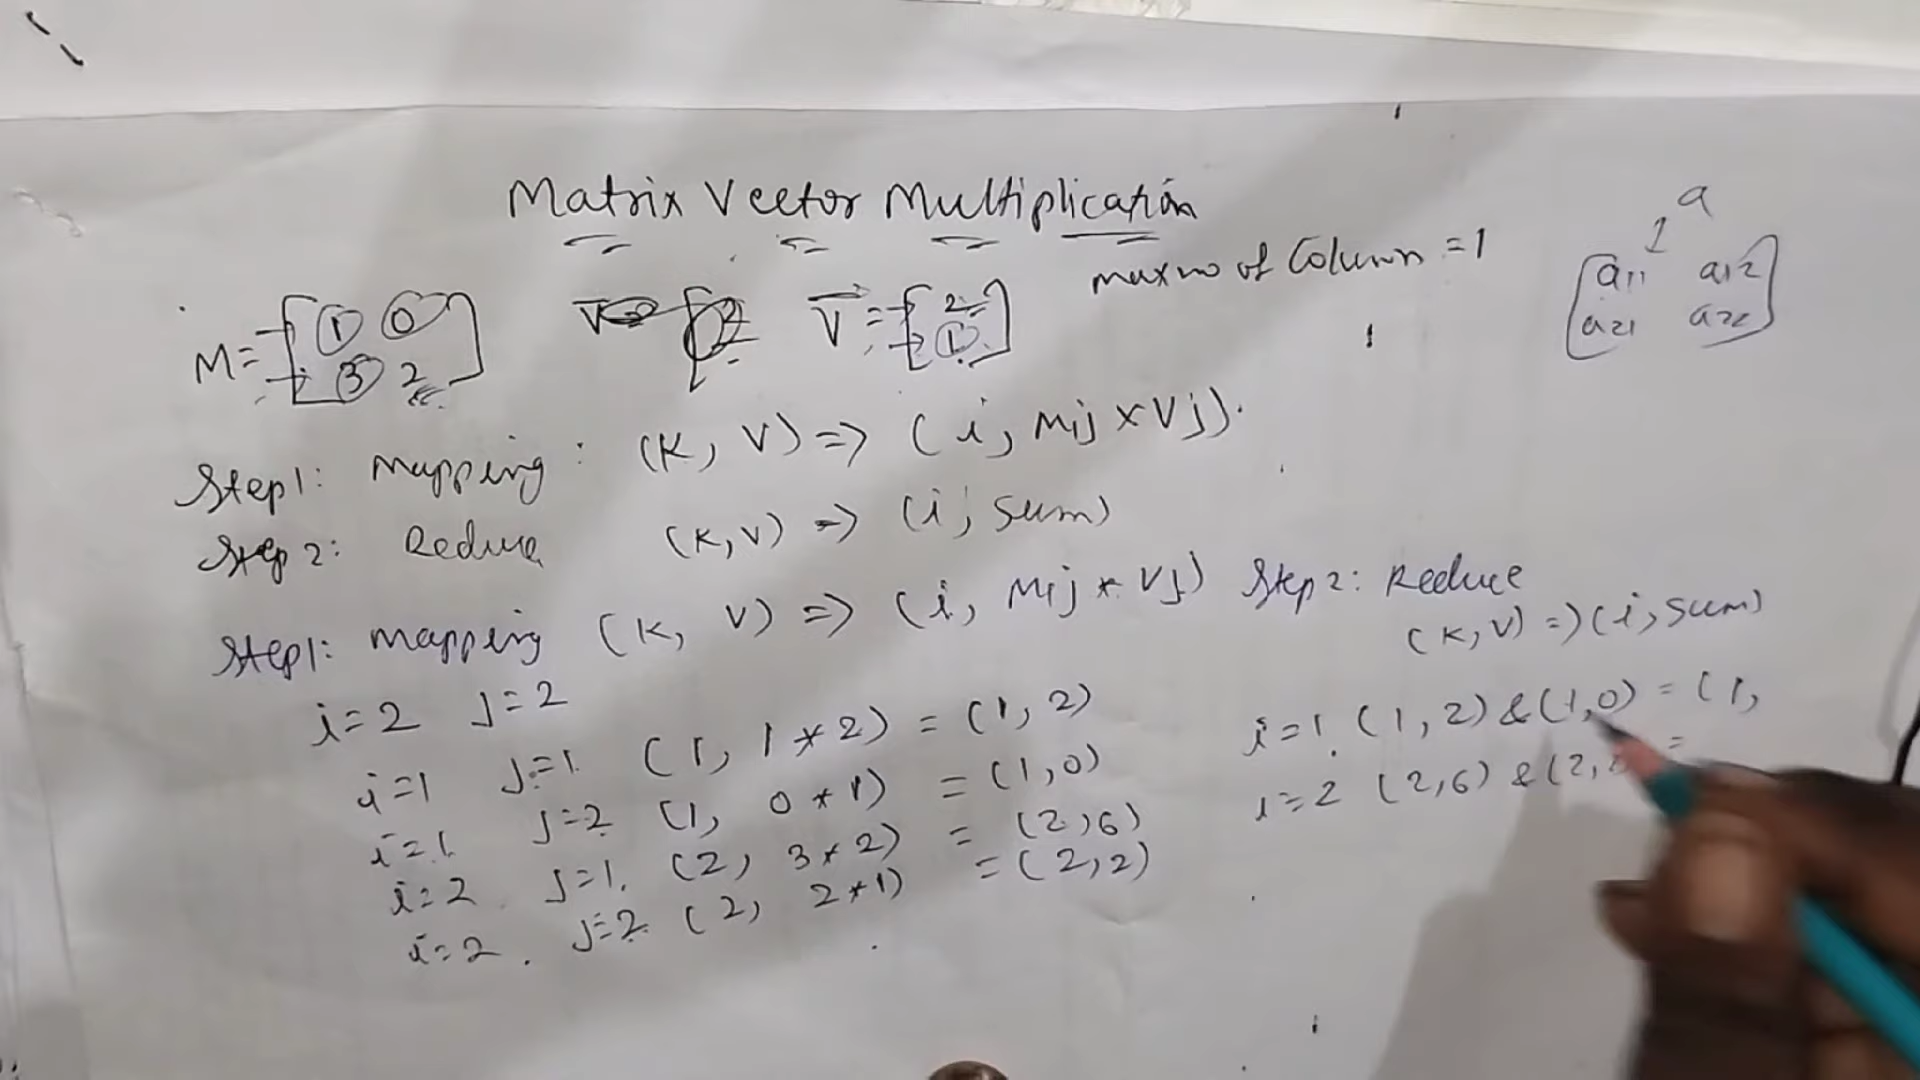 Matrix Vector Multiplication
M= [1 0
3 2]
V = [2
1]
max no of Column = 1
a
1
a11 a12
a21 a22
Step1: mapping : (K, V) => (i, Mij x Vj).
Step 2: Reduce (K,V) => (i, sum)
Step1: mapping (K, V) => (i, Mij * Vj)
i=2 J=2
i=1 J=1 (1, 1*2) = (1, 2)
i=1 J=2 (1, 0*1) = (1,0)
i=2 J=1 (2, 3*2) = (2,6)
i=2 J=2 (2, 2*1) = (2,2)
Step 2: Reduce
(K,V) => (i, sum)
i=1 (1,2) & (1,0) = (1,
i=2 (2,6) & (2, =